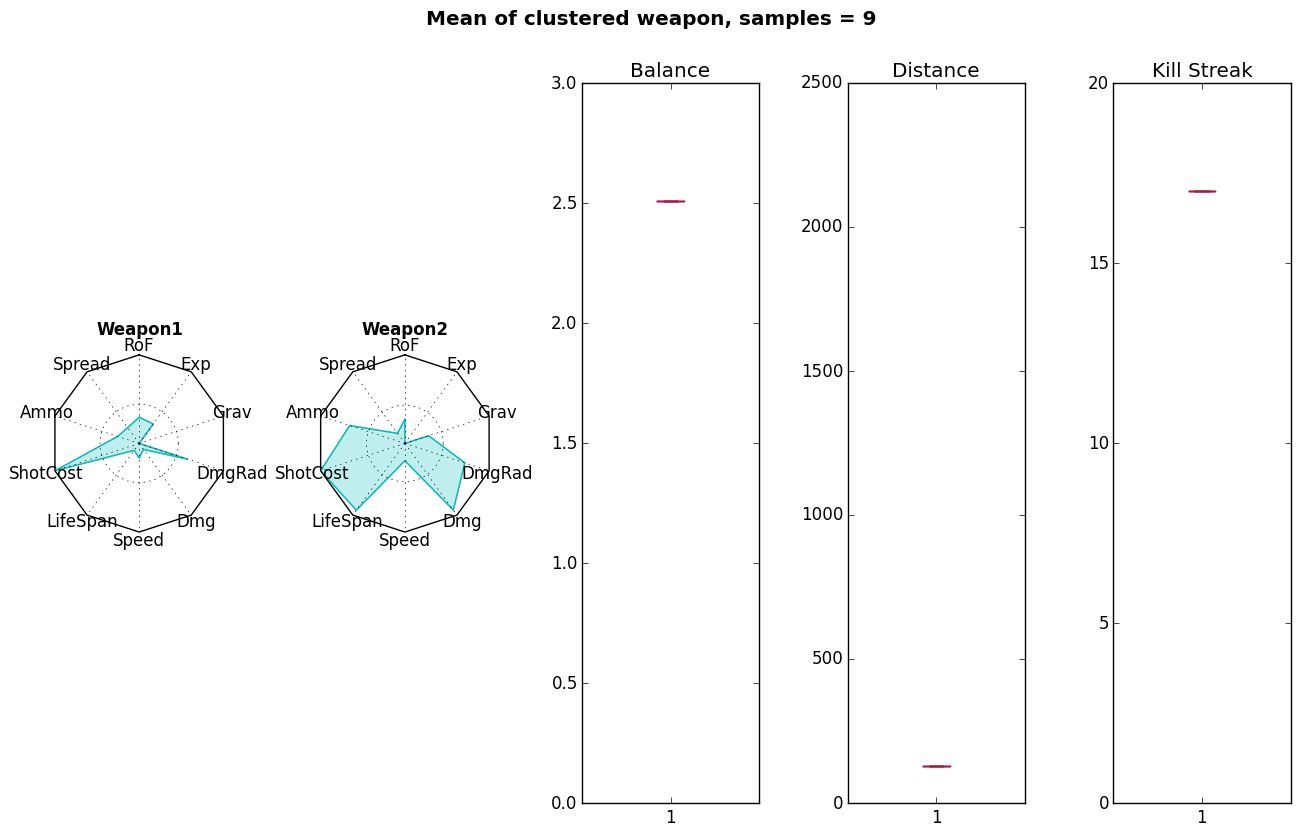 Mean of clustered weapon, samples = 9
Weapon1
RoF
Exp
Grav
DmgRad
Dmg
Speed
LifeSpan
ShotCost
Ammo
Spread
Weapon2
RoF
Exp
Grav
DmgRad
Dmg
Speed
LifeSpan
ShotCost
Ammo
Spread
Balance
3.0
2.5
2.0
1.5
1.0
0.5
0.0
1
Distance
2500
2000
1500
1000
500
0
1
Kill Streak
20
15
10
5
0
1